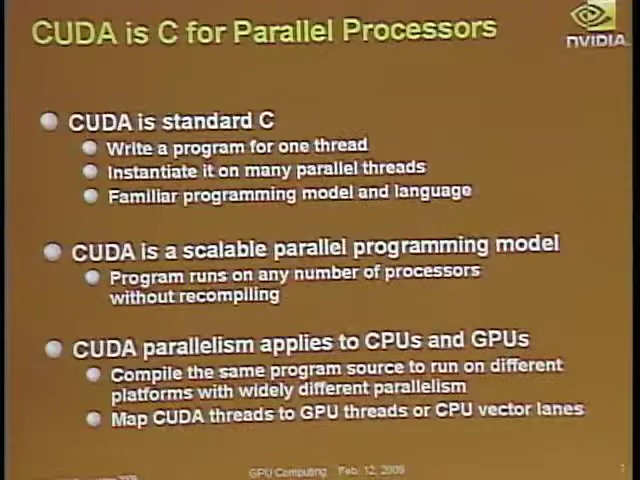 CUDA is C for Parallel Processors
NVIDIA
CUDA is standard C
Write a program for one thread
Instantiate it on many parallel threads
Familiar programming model and language
CUDA is a scalable parallel programming model
Program runs on any number of processors
without recompiling
CUDA parallelism applies to CPUs and GPUs
Compile the same program source to run on different
platforms with widely different parallelism
Map CUDA threads to GPU threads or CPU vector lanes
GPU Computing Feb. 12, 2009